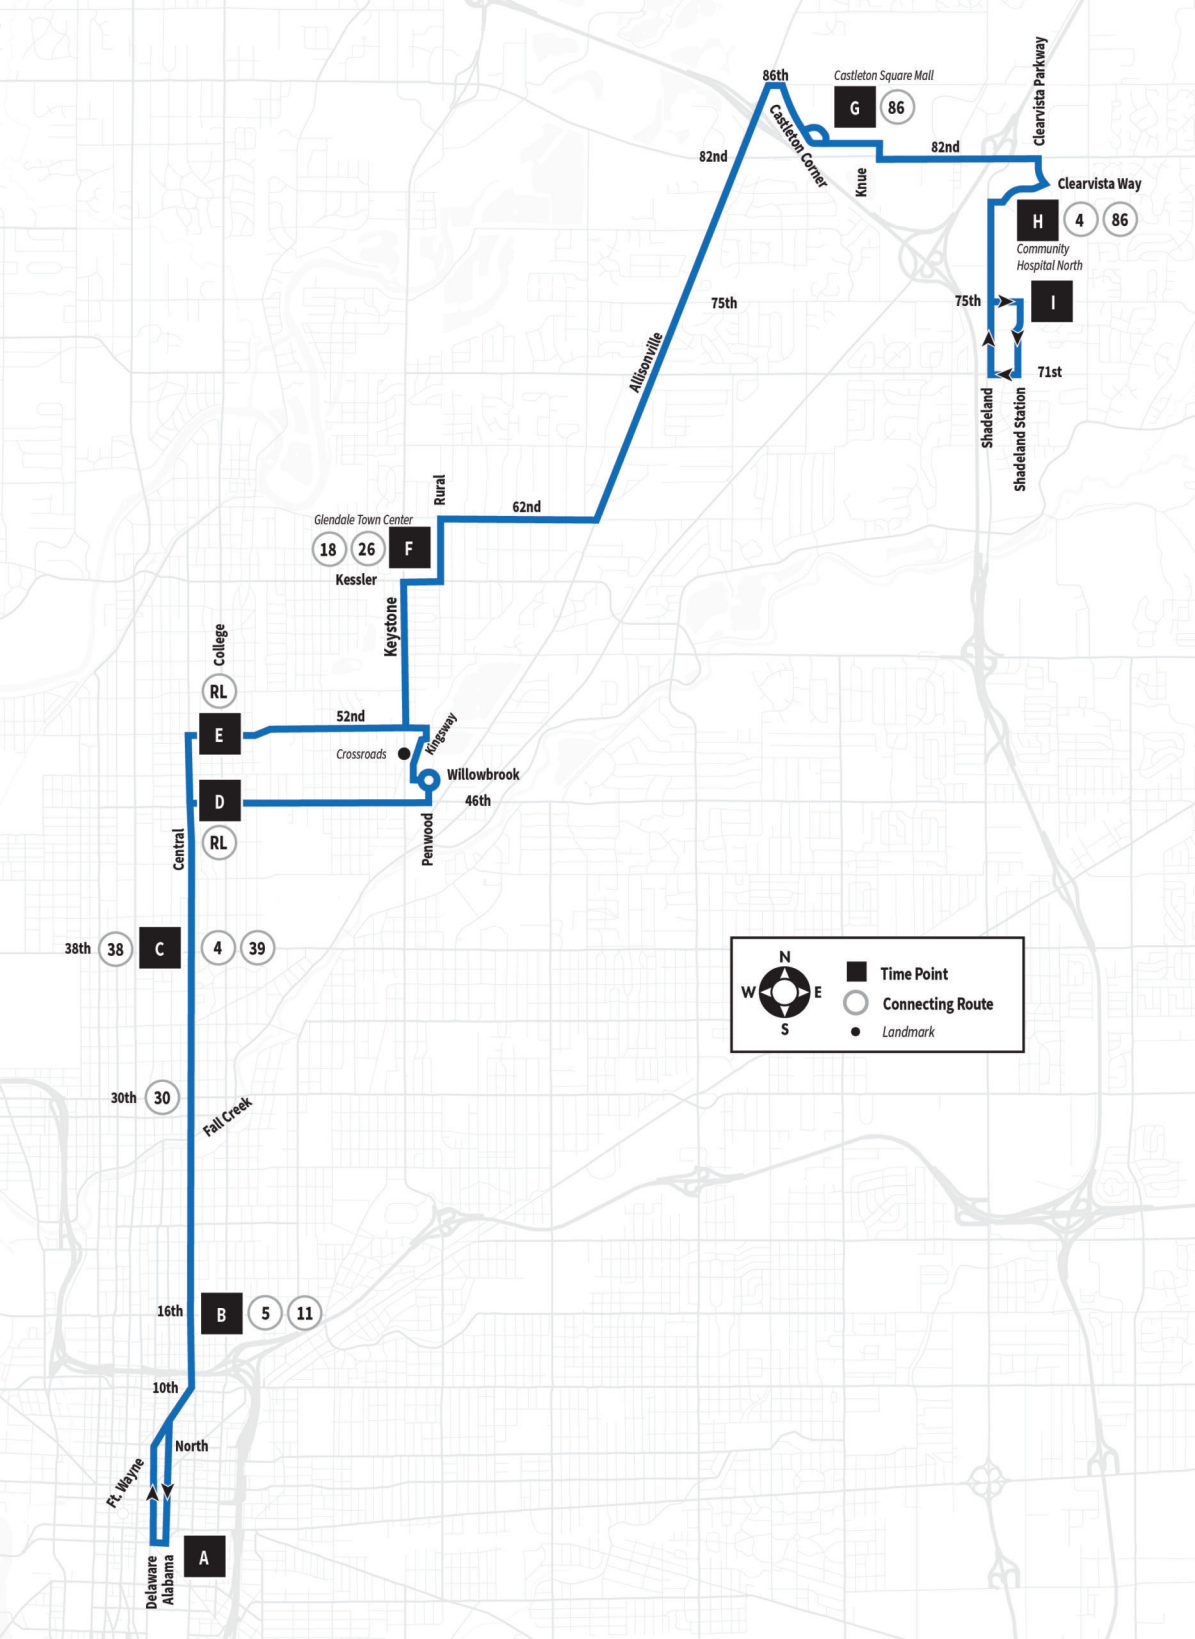 Clearvista Parkway
86th
Castleton Square Mall
G
86
Castleton Corner
82nd
Knue
82nd
Clearvista Way
H
4
86
Community
Hospital North
75th
75th
I
Allisonville
71st
Shadeland
Shadeland Station
Rural
62nd
Glendale Town Center
18
26
F
Kessler
Keystone
College
RL
E
52nd
Kingsway
Crossroads
Willowbrook
D
46th
RL
Central
Penwood
38th
38
C
4
39
N
W
E
S
Time Point
Connecting Route
Landmark
30th
30
Fall Creek
16th
B
5
11
10th
North
Ft. Wayne
A
Delaware
Alabama